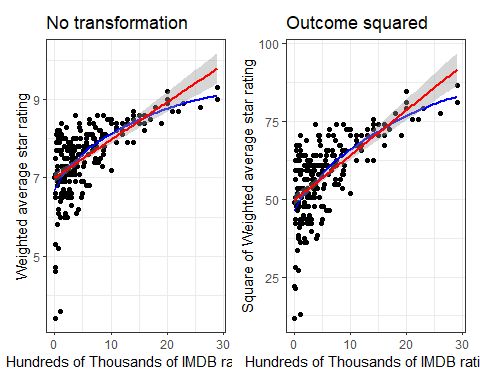 No transformation
Outcome squared
Weighted average star rating
9
7
5
0
10
20
30
Hundreds of Thousands of IMDB ra
Square of Weighted average star rating
100
75
50
25
0
10
20
30
Hundreds of Thousands of IMDB rati